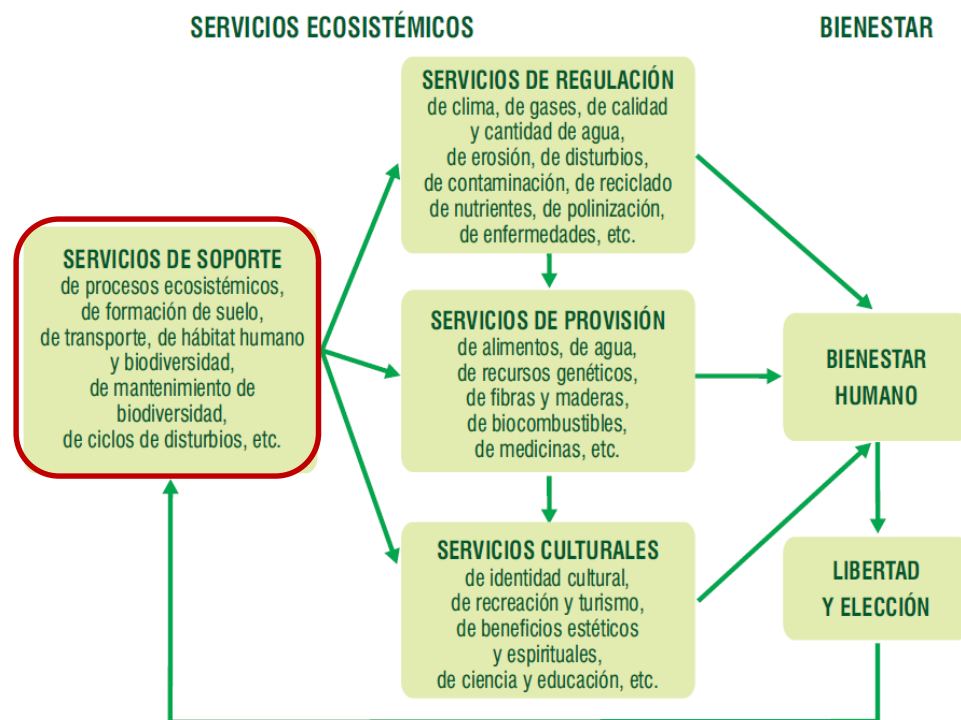 SERVICIOS ECOSISTÉMICOS
BIENESTAR
SERVICIOS DE REGULACIÓN
de clima, de gases, de calidad
y cantidad de agua,
de erosión, de disturbios,
de contaminación, de reciclado
de nutrientes, de polinización,
de enfermedades, etc.
SERVICIOS DE SOPORTE
de procesos ecosistémicos,
de formación de suelo,
de transporte, de hábitat humano
y biodiversidad,
de mantenimiento de
biodiversidad,
de ciclos de disturbios, etc.
SERVICIOS DE PROVISIÓN
de alimentos, de agua,
de recursos genéticos,
de fibras y maderas,
de biocombustibles,
de medicinas, etc.
BIENESTAR
HUMANO
SERVICIOS CULTURALES
de identidad cultural,
de recreación y turismo,
de beneficios estéticos
y espirituales,
de ciencia y educación, etc.
LIBERTAD
Y ELECCIÓN